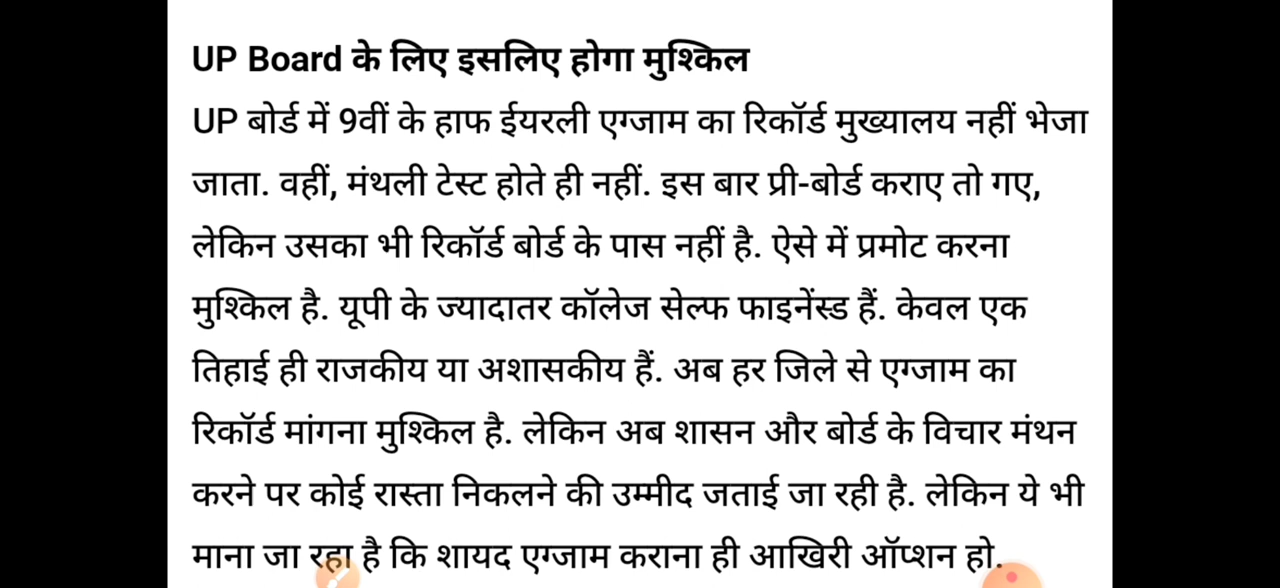 UP Board के लिए इसलिए होगा मुश्किल
UP बोर्ड में 9वीं के हाफ ईयरली एग्जाम का रिकॉर्ड मुख्यालय नहीं भेजा
जाता. वहीं, मंथली टेस्ट होते ही नहीं. इस बार प्री-बोर्ड कराए तो गए,
लेकिन उसका भी रिकॉर्ड बोर्ड के पास नहीं है. ऐसे में प्रमोट करना
मुश्किल है. यूपी के ज्यादातर कॉलेज सेल्फ फाइनेंस्ड हैं. केवल एक
तिहाई ही राजकीय या अशासकीय हैं. अब हर जिले से एग्जाम का
रिकॉर्ड मांगना मुश्किल है. लेकिन अब शासन और बोर्ड के विचार मंथन
करने पर कोई रास्ता निकलने की उम्मीद जताई जा रही है. लेकिन ये भी
माना जा रहा है कि शायद एग्जाम कराना ही आखिरी ऑप्शन हो.